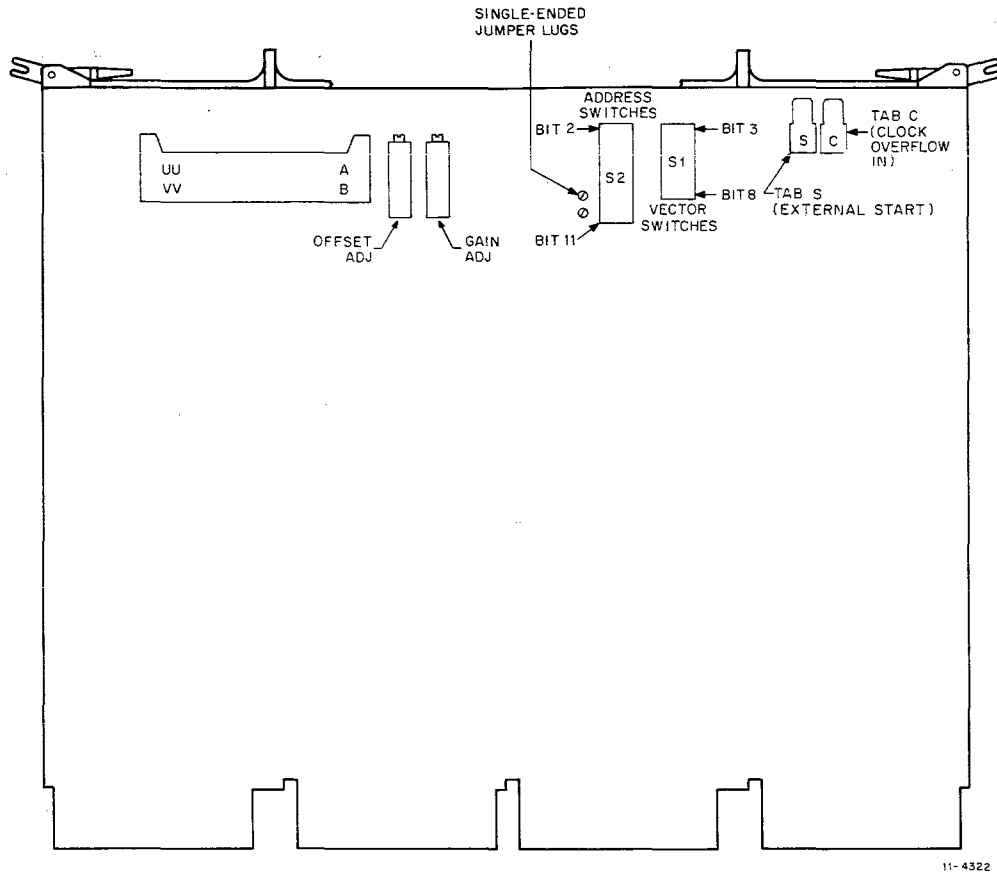 SINGLE-ENDED
JUMPER LUGS
ADDRESS
SWITCHES
BIT 2
BIT 3
S2
S1
BIT 11
BIT 8
VECTOR
SWITCHES
S
C
TAB C
(CLOCK
OVERFLOW
IN)
TAB S
(EXTERNAL START)
UU
A
VV
B
OFFSET
ADJ
GAIN
ADJ
11-4322